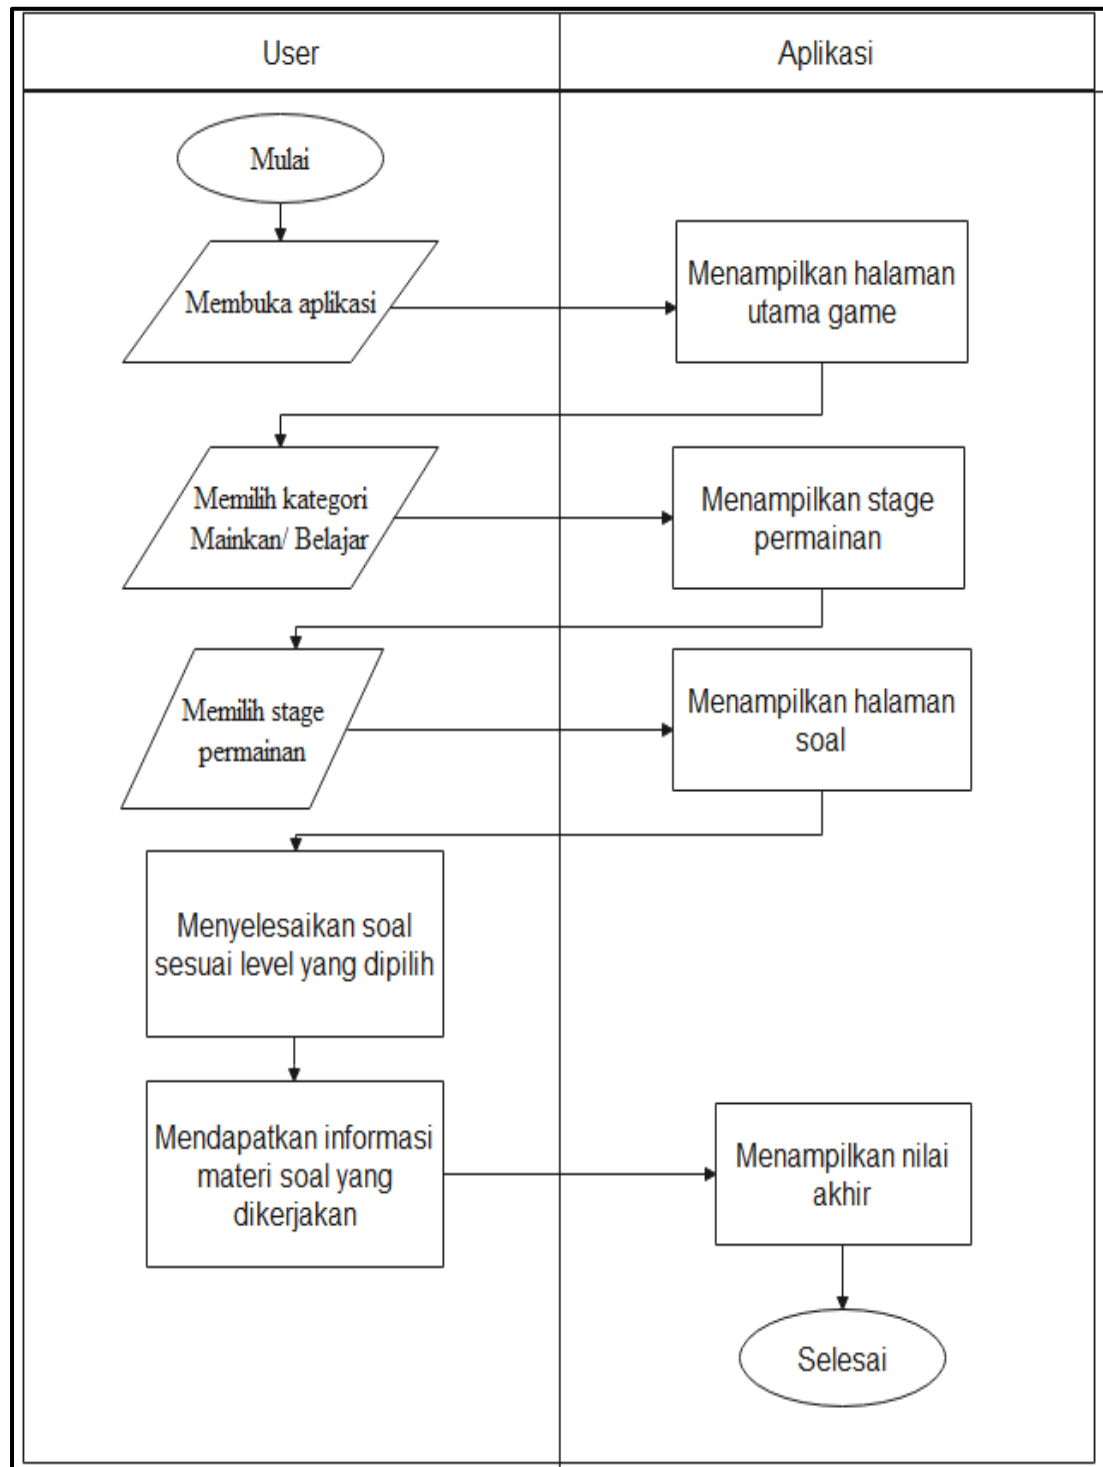 User
Aplikasi
Mulai
Membuka aplikasi
Menampilkan halaman
utama game
Memilih kategori
Mainkan/ Belajar
Menampilkan stage
permainan
Memilih stage
permainan
Menampilkan halaman
soal
Menyelesaikan soal
sesuai level yang dipilih
Mendapatkan informasi
materi soal yang
dikerjakan
Menampilkan nilai
akhir
Selesai